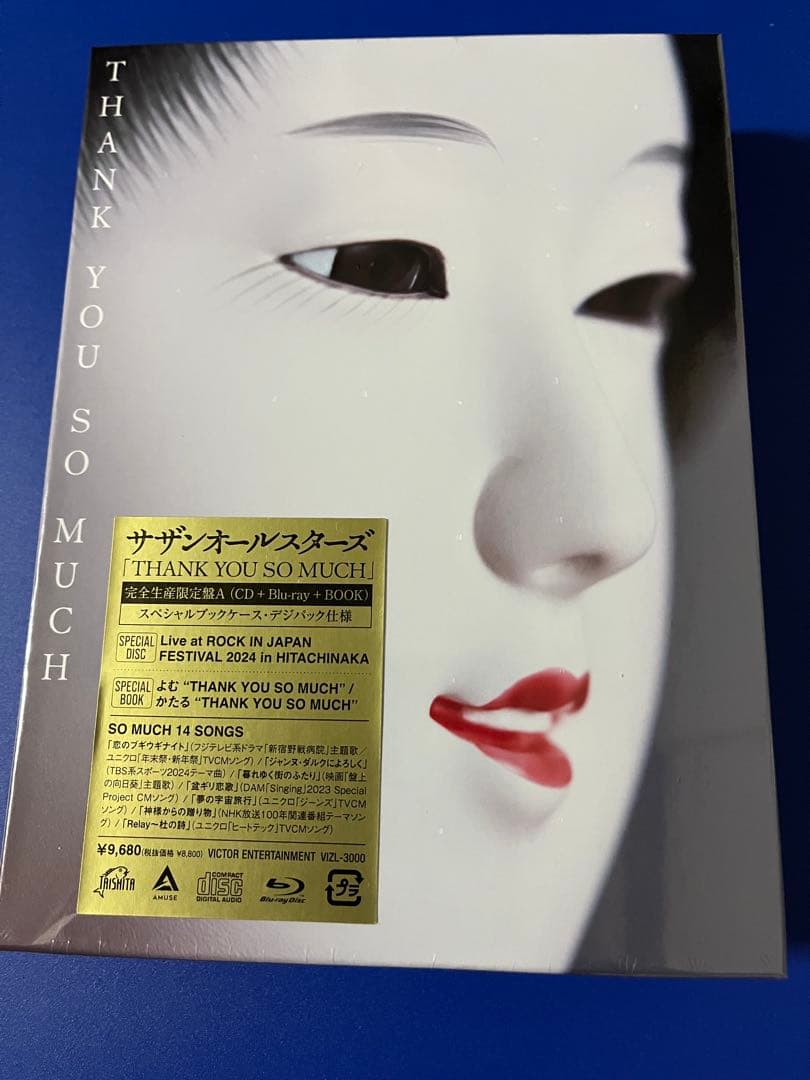 THANK YOU SO MUCH
サザンオールスターズ
「THANK YOU SO MUCH」
完全生産限定盤A（CD + Blu-ray + BOOK）
スペシャルブックケース・デジパック仕様
SPECIAL DISC Live at ROCK IN JAPAN
FESTIVAL 2024 in HITACHINAKA
SPECIAL BOOK よむ “THANK YOU SO MUCH” /
かたる “THANK YOU SO MUCH”
SO MUCH 14 SONGS
「恋のブギウギナイト」（フジテレビ系ドラマ「新宿野戦病院」主題歌／
ユニクロ「年末祭・新年祭」TVCMソング）/「ジャンヌ・ダルクによろしく」
（TBS系スポーツ2024テーマ曲）/「暮れゆく街のふたり」（映画「盤上
の向日葵」主題歌）/「盆ギリ恋歌」（DAM「Singing」2023 Special
Project CMソング）/「夢の宇宙旅行」（ユニクロ「ジーンズ」TVCM
ソング）/「神様からの贈り物」（NHK放送100年関連番組テーマソン
グ）/「Relay〜杜の詩」（ユニクロ「ヒートテック」TVCMソング）
¥9,680（税抜価格 ¥8,800） VICTOR ENTERTAINMENT VIZL-3000
TAISHITA
AMUSE
COMPACT disc DIGITAL AUDIO
Blu-ray Disc
プラ